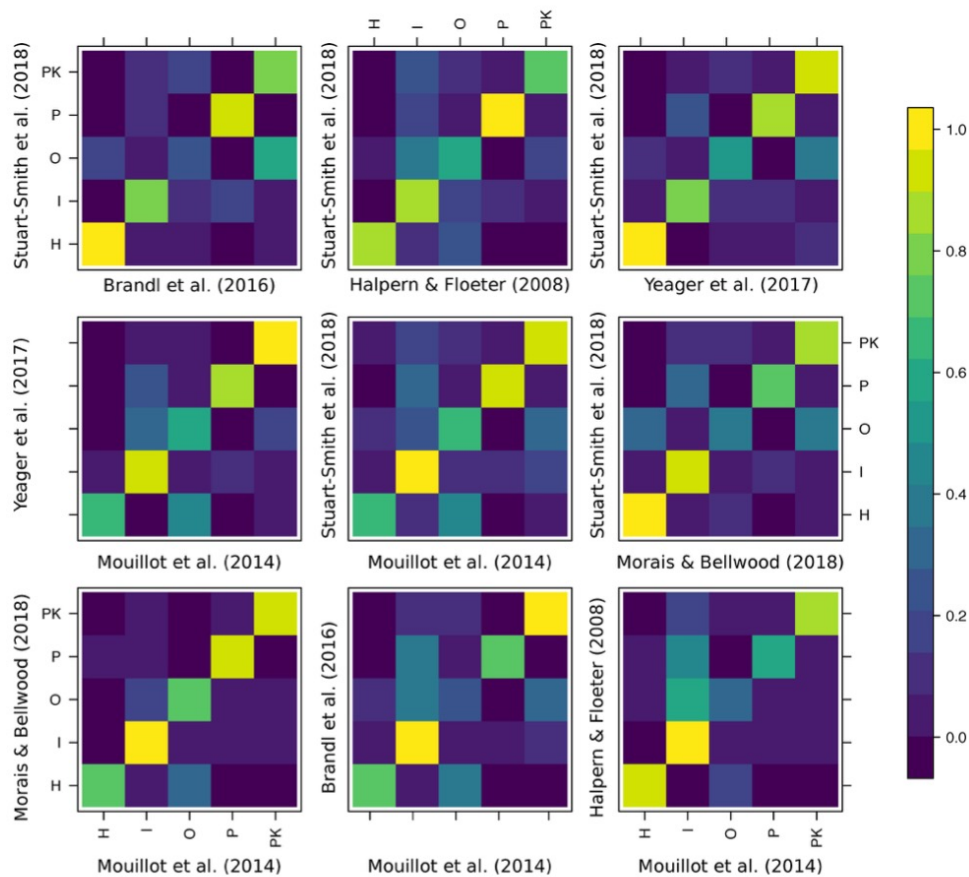 H I O P PK
Stuart-Smith et al. (2018)
PK
P
O
I
H
Brandl et al. (2016)
Stuart-Smith et al. (2018)
Halpern & Floeter (2008)
Stuart-Smith et al. (2018)
Yeager et al. (2017)
Yeager et al. (2017)
Mouillot et al. (2014)
Stuart-Smith et al. (2018)
Mouillot et al. (2014)
Stuart-Smith et al. (2018)
PK
P
O
I
H
Morais & Bellwood (2018)
Morais & Bellwood (2018)
PK
P
O
I
H
H I O P PK
Mouillot et al. (2014)
Brandl et al. (2016)
Mouillot et al. (2014)
Halpern & Floeter (2008)
H I O P PK
Mouillot et al. (2014)
1.0
0.8
0.6
0.4
0.2
0.0